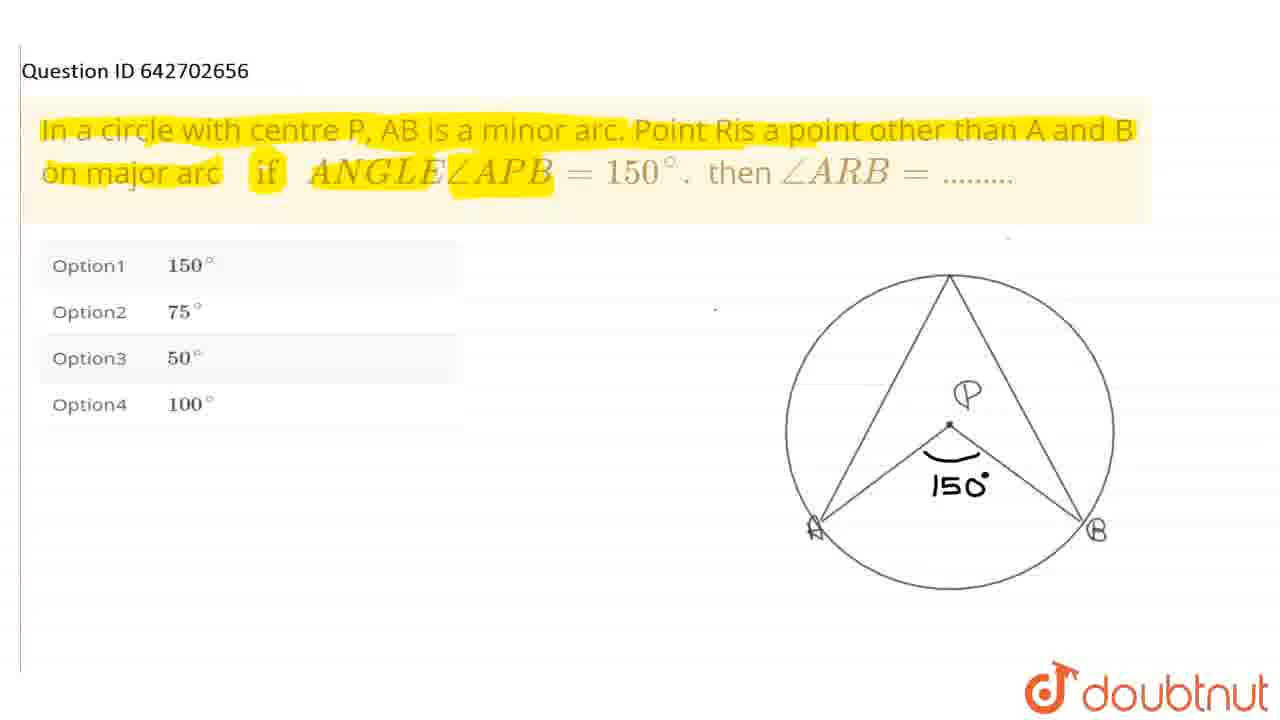 Question ID 642702656
In a circle with centre P, AB is a minor arc. Point Ris a point other than A and B
on major arc if ANGLE∠APB = 150°. then ∠ARB = .........
Option1 150°
Option2 75°
Option3 50°
Option4 100°
P
150°
A B
doubtnut